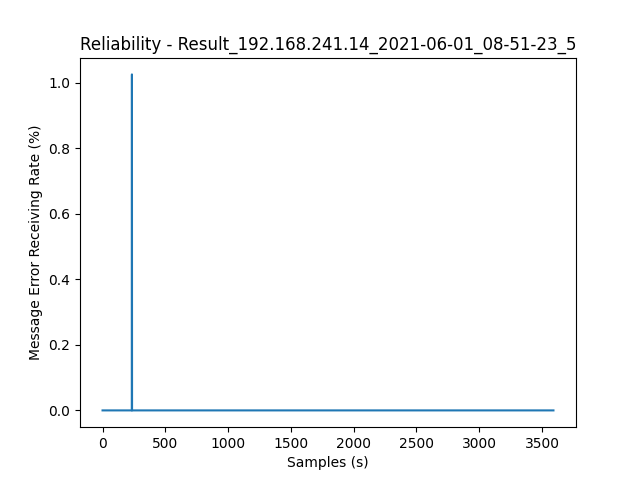 Reliability - Result_192.168.241.14_2021-06-01_08-51-23_5
1.0
0.8
0.6
0.4
0.2
0.0
Message Error Receiving Rate (%)
0 500 1000 1500 2000 2500 3000 3500
Samples (s)